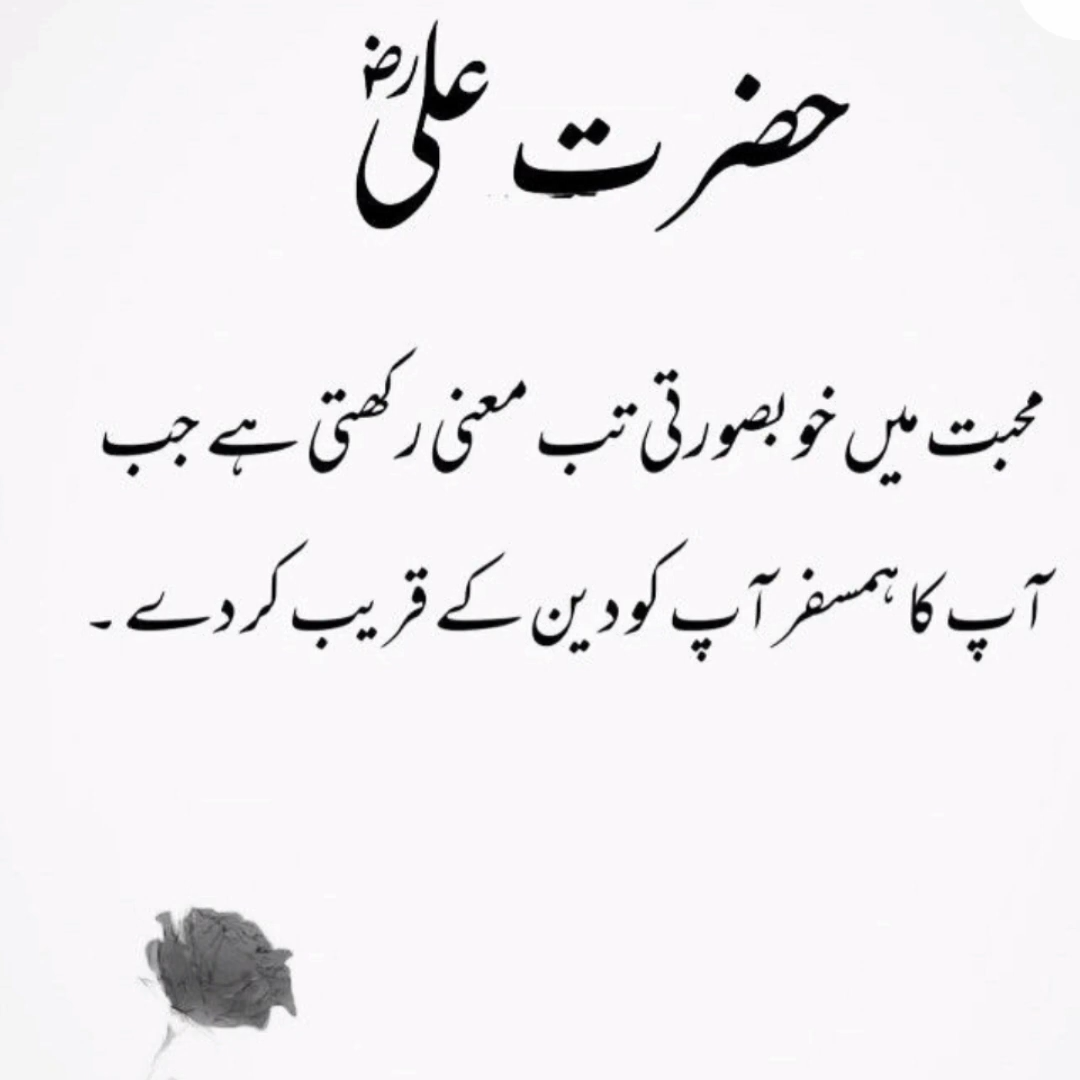 حضرت علیؓ
محبت میں خوبصورتی تب معنی رکھتی ہے جب
آپ کا ہمسفر آپ کو دین کے قریب کر دے ۔